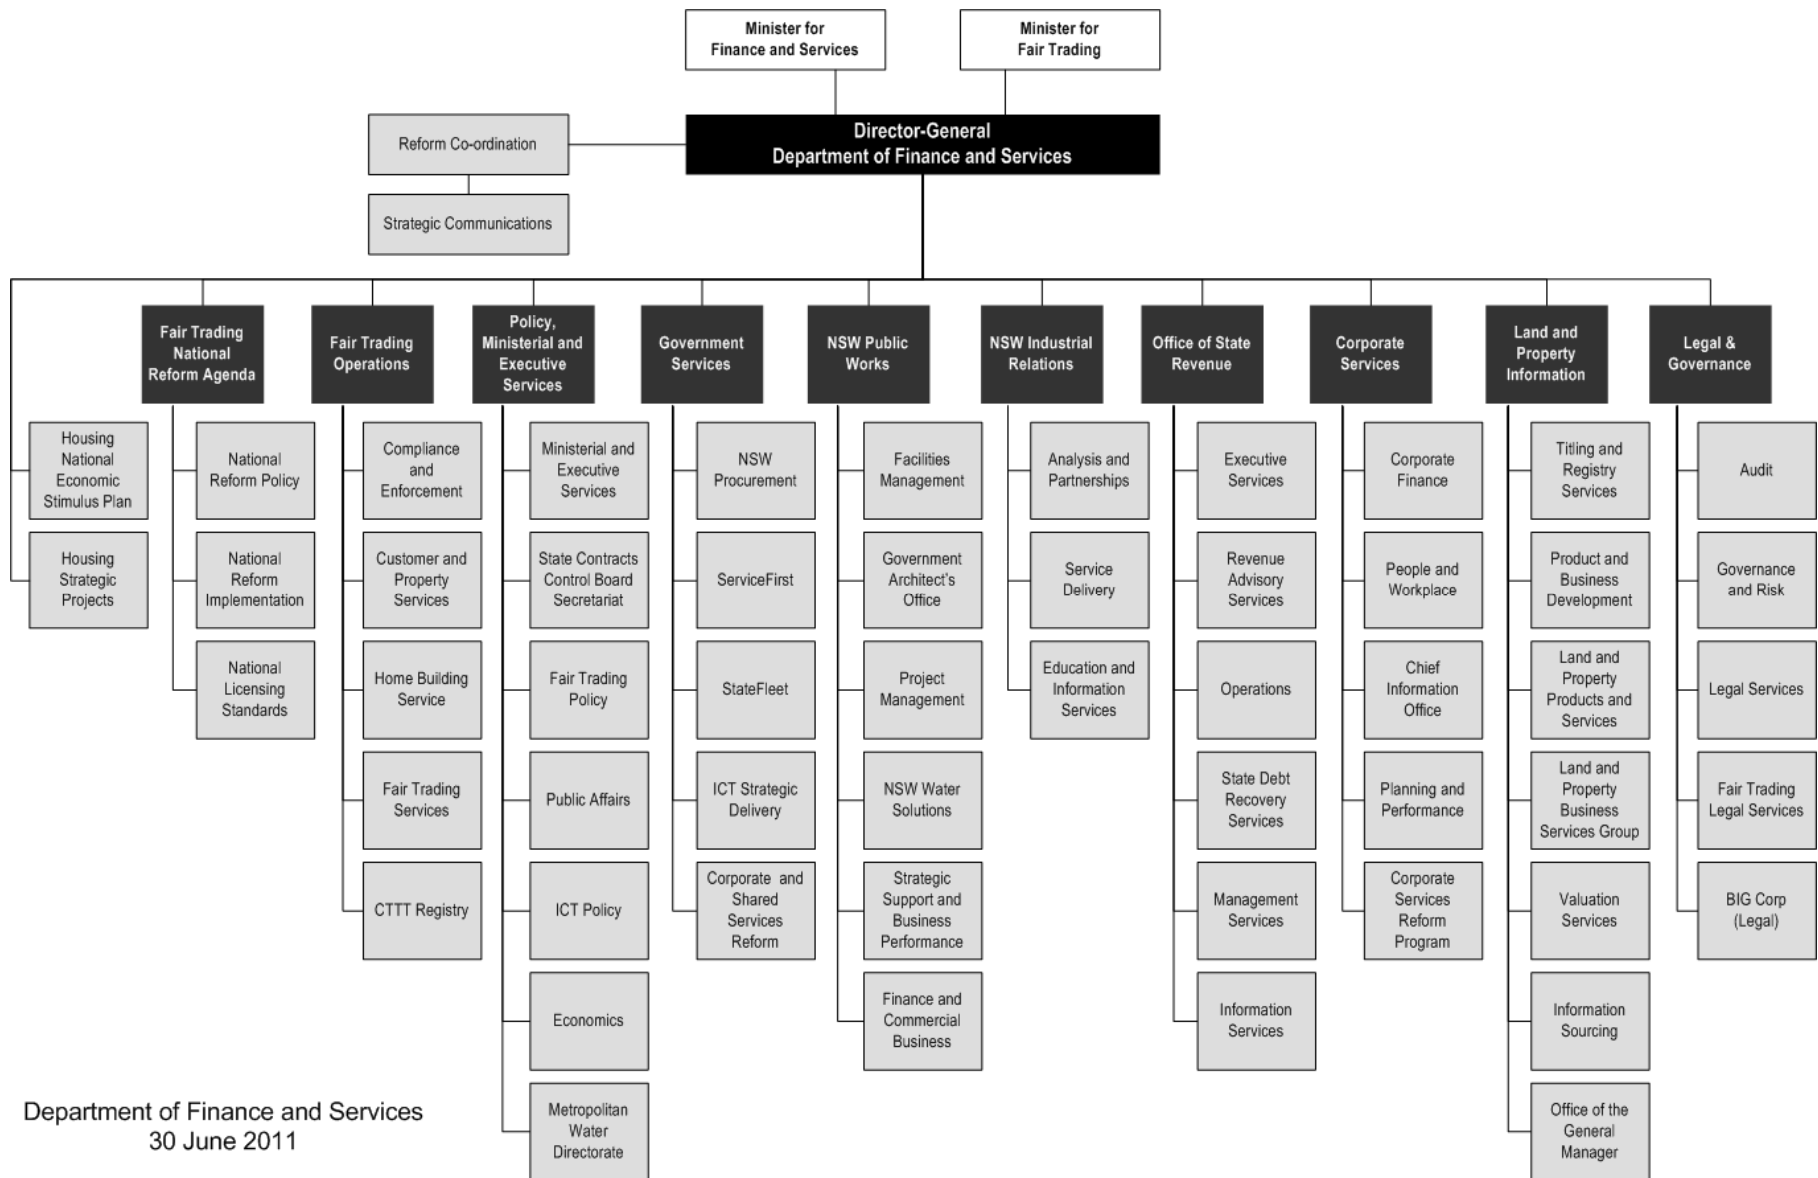 Minister for
Finance and Services
Minister for
Fair Trading
Director-General
Department of Finance and Services
Reform Co-ordination
Strategic Communications
Fair Trading
National
Reform Agenda
Fair Trading
Operations
Policy,
Ministerial and
Executive
Services
Government
Services
NSW Public
Works
NSW Industrial
Relations
Office of State
Revenue
Corporate
Services
Land and
Property
Information
Legal &
Governance
Housing
National
Economic
Stimulus Plan
Housing
Strategic
Projects
National
Reform Policy
National
Reform
Implementation
National
Licensing
Standards
Compliance
and
Enforcement
Customer and
Property
Services
Home Building
Service
Fair Trading
Services
CTTT Registry
Ministerial and
Executive
Services
State Contracts
Control Board
Secretariat
Fair Trading
Policy
Public Affairs
ICT Policy
Economics
Metropolitan
Water
Directorate
NSW
Procurement
ServiceFirst
StateFleet
ICT Strategic
Delivery
Corporate and
Shared
Services
Reform
Facilities
Management
Government
Architect's
Office
Project
Management
NSW Water
Solutions
Strategic
Support and
Business
Performance
Finance and
Commercial
Business
Analysis and
Partnerships
Service
Delivery
Education and
Information
Services
Executive
Services
Revenue
Advisory
Services
Operations
State Debt
Recovery
Services
Management
Services
Information
Services
Corporate
Finance
People and
Workplace
Chief
Information
Office
Planning and
Performance
Corporate
Services
Reform
Program
Titling and
Registry
Services
Product and
Business
Development
Land and
Property
Products and
Services
Land and
Property
Business
Services Group
Valuation
Services
Information
Sourcing
Office of the
General
Manager
Audit
Governance
and Risk
Legal Services
Fair Trading
Legal Services
BIG Corp
(Legal)
Department of Finance and Services
30 June 2011